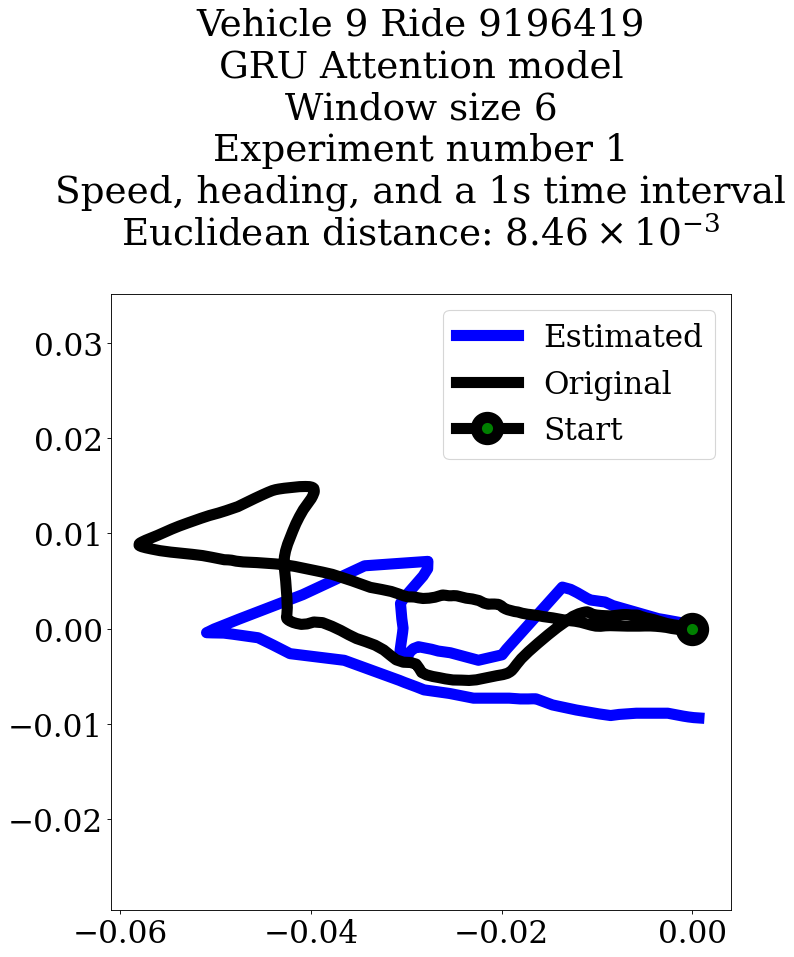 Vehicle 9 Ride 9196419
GRU Attention model
Window size 6
Experiment number 1
Speed, heading, and a 1s time interval
Euclidean distance: 8.46 × 10⁻³
Estimated
Original
Start
0.03
0.02
0.01
0.00
−0.01
−0.02
−0.06 −0.04 −0.02 0.00